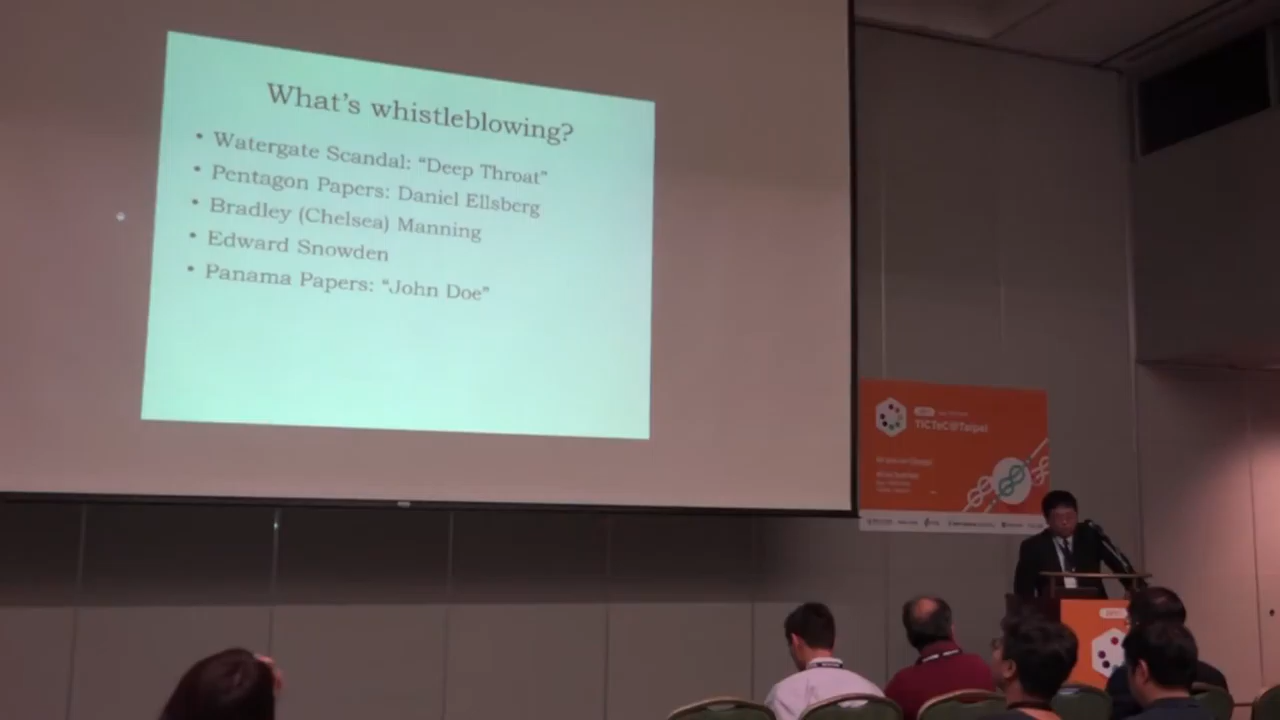 What's whistleblowing?
• Watergate Scandal: “Deep Throat”
• Pentagon Papers: Daniel Ellsberg
• Bradley (Chelsea) Manning
• Edward Snowden
• Panama Papers: “John Doe”
TICTeC@Taipei